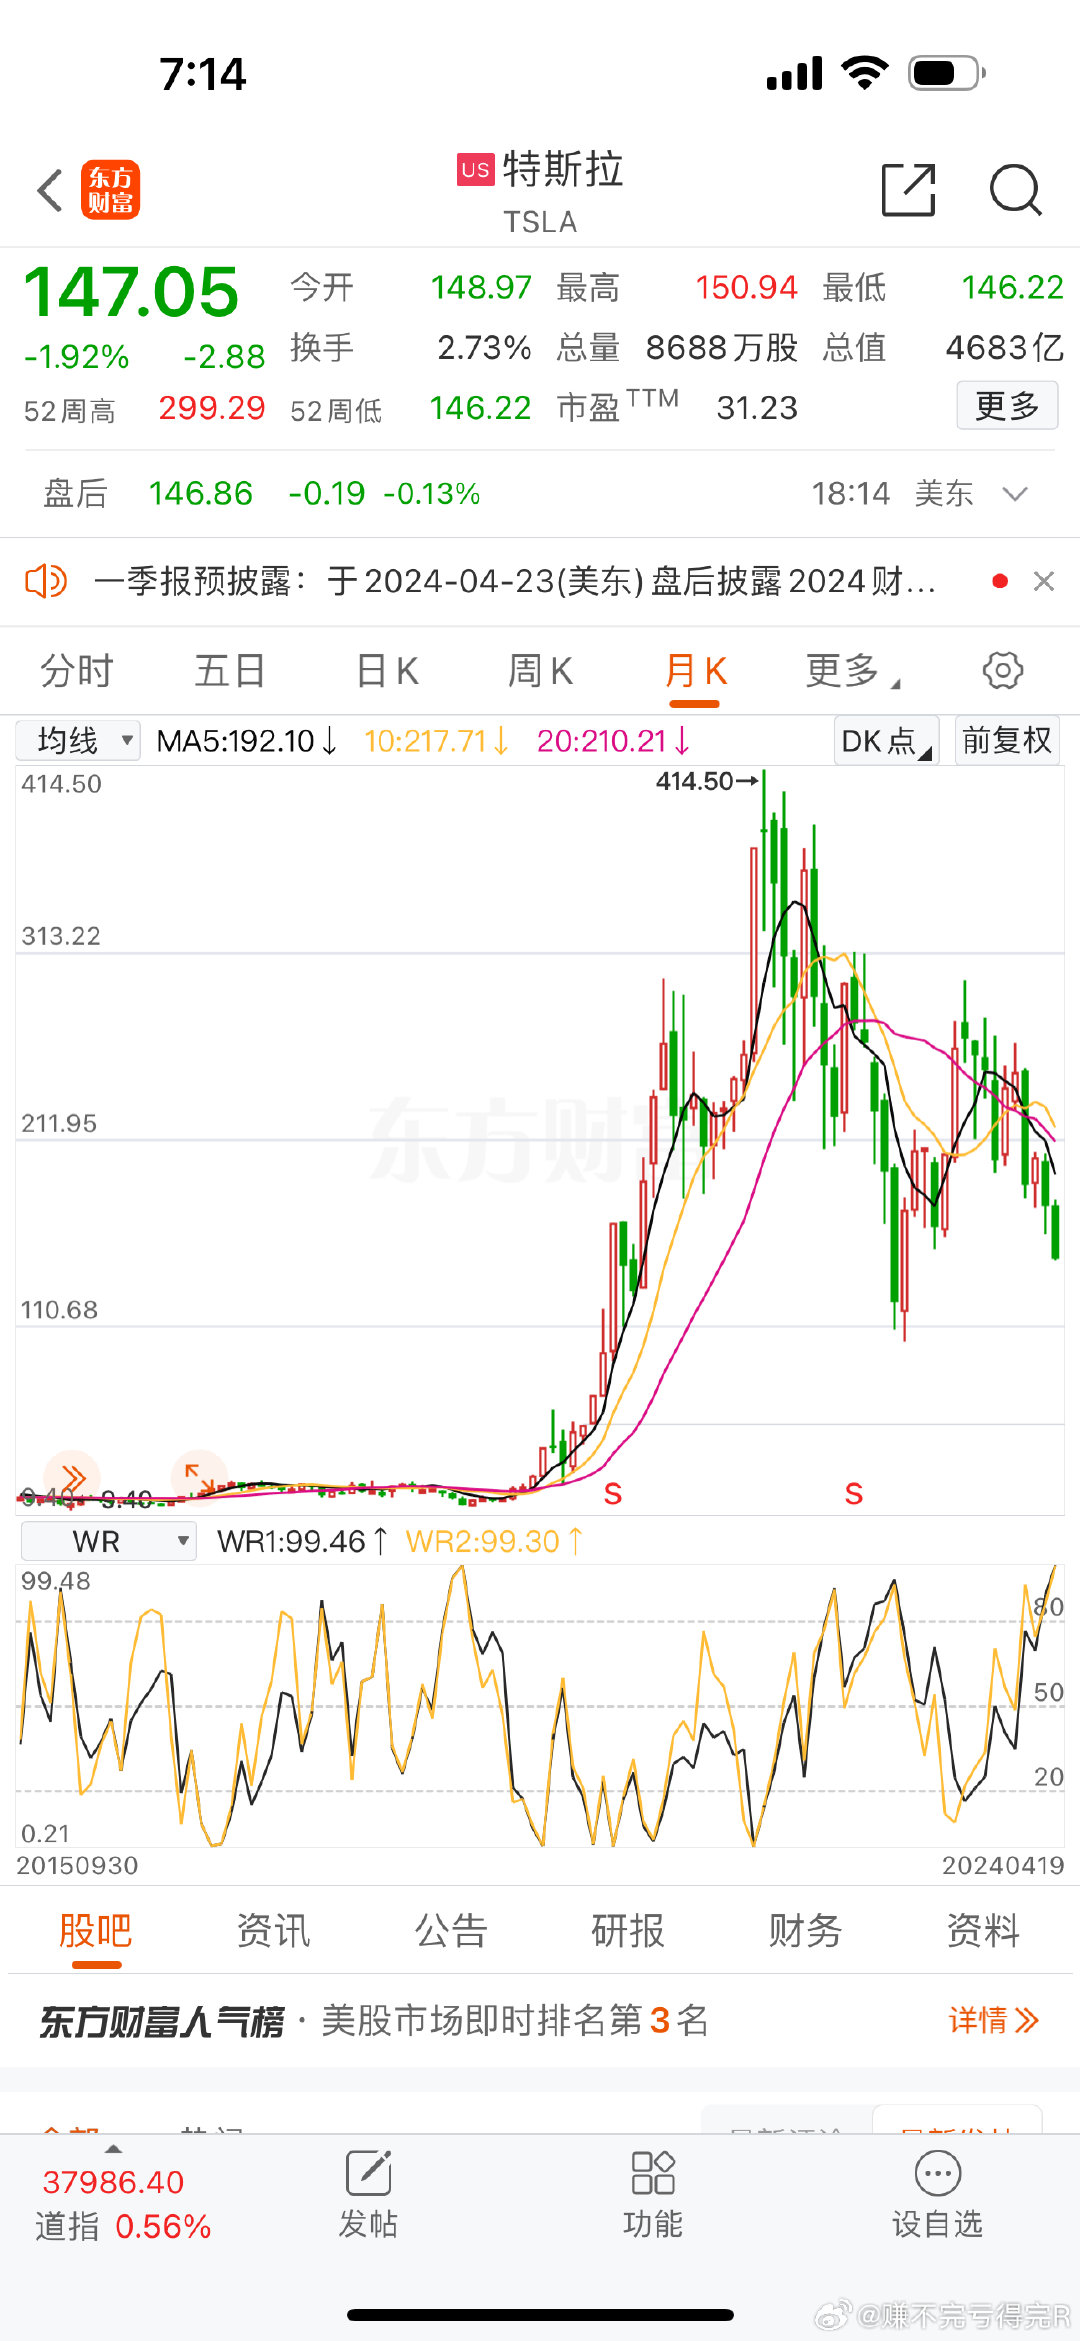 7:14
东方
财富
US 特斯拉
TSLA
147.05 今开 148.97 最高 150.94 最低 146.22
-1.92% -2.88 换手 2.73% 总量 8688万股 总值 4683亿
52周高 299.29 52周低 146.22 市盈TTM 31.23 更多
盘后 146.86 -0.19 -0.13% 18:14 美东
一季报预披露：于2024-04-23(美东)盘后披露2024财...
分时 五日 日K 周K 月K 更多
均线 MA5:192.10↓ 10:217.71↓ 20:210.21↓ DK点 前复权
414.50 414.50→
313.22
东方财富
211.95
110.68
9.40 9.40 S S
WR WR1:99.46↑ WR2:99.30↑
99.48
80
50
20
0.21
20150930 20240419
股吧 资讯 公告 研报 财务 资料
东方财富人气榜·美股市场即时排名第3名 详情
37986.40
道指 0.56% 发帖 功能 设自选
@赚不完亏得完R